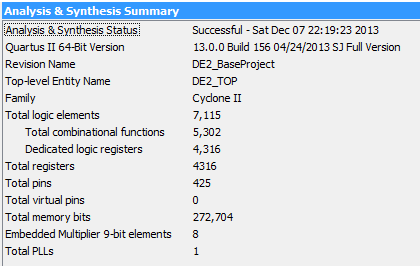 Analysis & Synthesis Summary
Analysis & Synthesis Status Successful - Sat Dec 07 22:19:23 2013
Quartus II 64-Bit Version 13.0.0 Build 156 04/24/2013 SJ Full Version
Revision Name DE2_BaseProject
Top-level Entity Name DE2_TOP
Family Cyclone II
Total logic elements 7,115
Total combinational functions 5,302
Dedicated logic registers 4,316
Total registers 4316
Total pins 425
Total virtual pins 0
Total memory bits 272,704
Embedded Multiplier 9-bit elements 8
Total PLLs 1